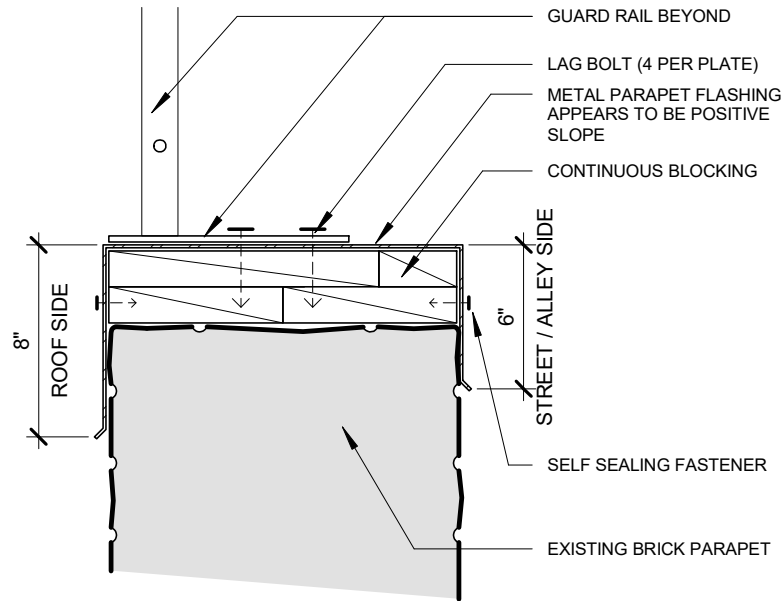 GUARD RAIL BEYOND
LAG BOLT (4 PER PLATE)
METAL PARAPET FLASHING
APPEARS TO BE POSITIVE
SLOPE
CONTINUOUS BLOCKING
8"
ROOF SIDE
6"
STREET / ALLEY SIDE
SELF SEALING FASTENER
EXISTING BRICK PARAPET